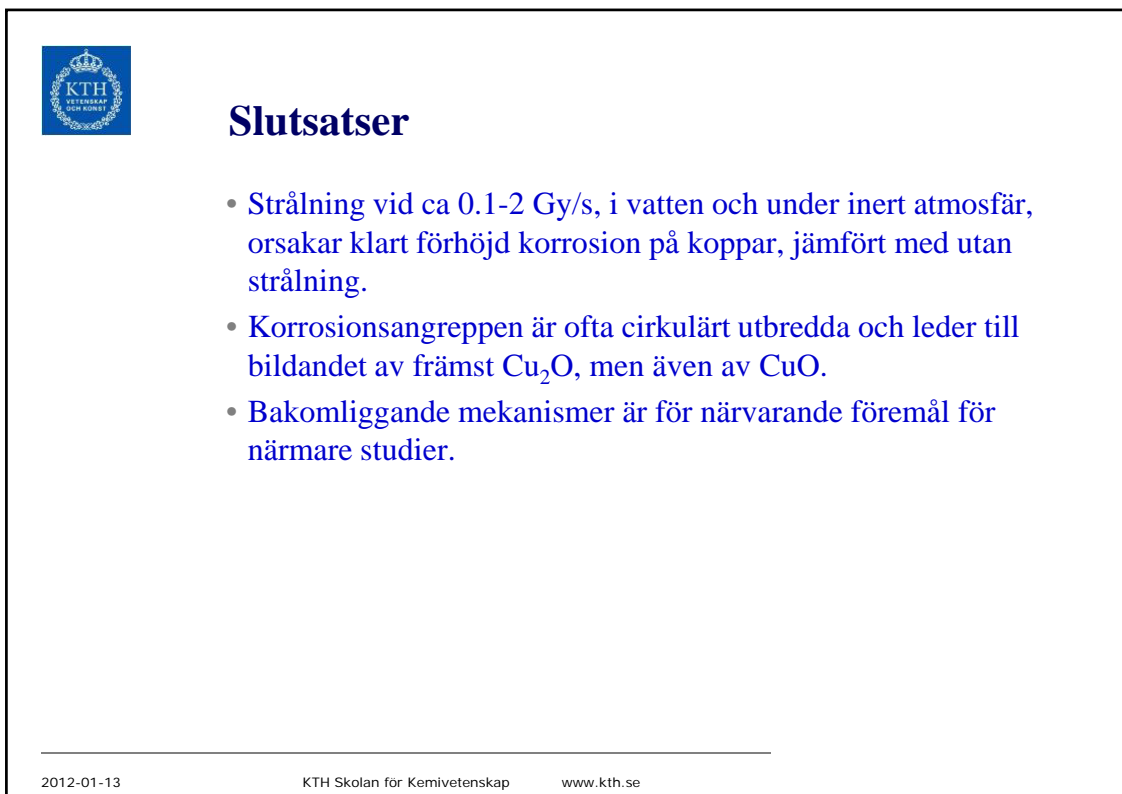 KTH
VETENSKAP
OCH KONST
Slutsatser
• Strålning vid ca 0.1-2 Gy/s, i vatten och under inert atmosfär,
orsakar klart förhöjd korrosion på koppar, jämfört med utan
strålning.
• Korrosionsangreppen är ofta cirkulärt utbredda och leder till
bildandet av främst Cu₂O, men även av CuO.
• Bakomliggande mekanismer är för närvarande föremål för
närmare studier.
2012-01-13 KTH Skolan för Kemivetenskap www.kth.se